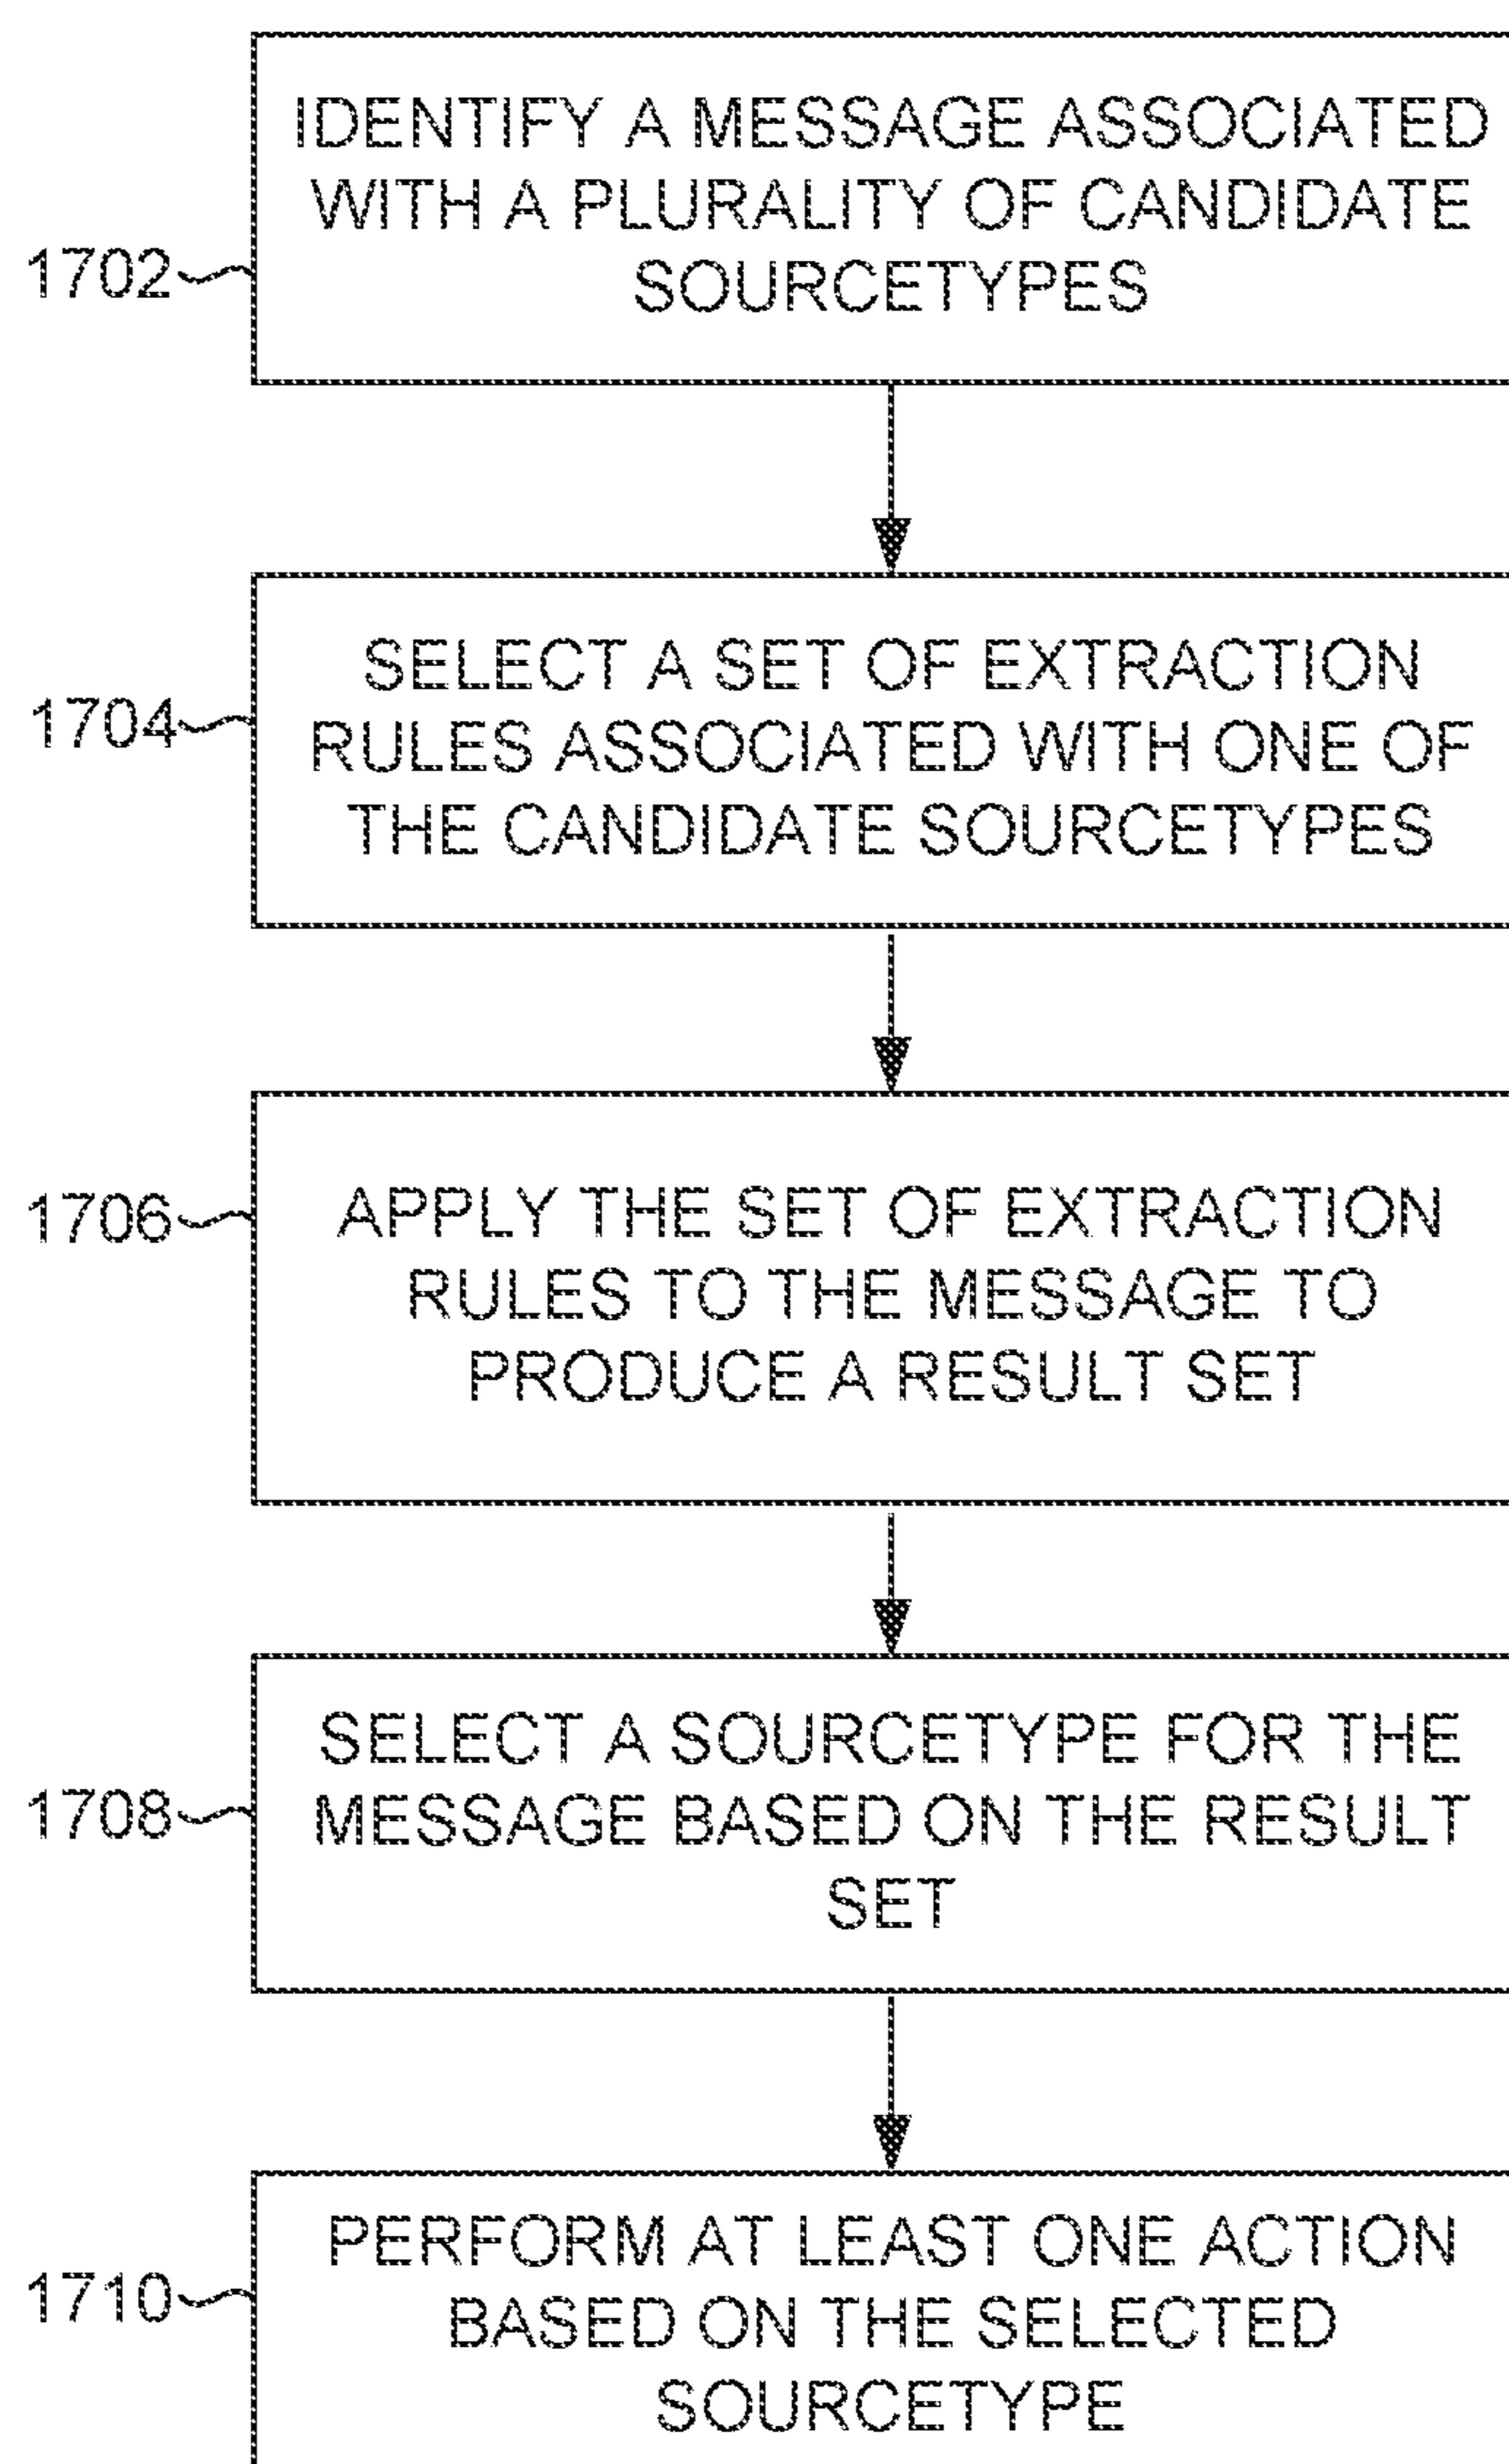 IDENTIFY A MESSAGE ASSOCIATED
WITH A PLURALITY OF CANDIDATE
SOURCETYPES
1702
SELECT A SET OF EXTRACTION
RULES ASSOCIATED WITH ONE OF
THE CANDIDATE SOURCETYPES
1704
APPLY THE SET OF EXTRACTION
RULES TO THE MESSAGE TO
PRODUCE A RESULT SET
1706
SELECT A SOURCETYPE FOR THE
MESSAGE BASED ON THE RESULT
SET
1708
PERFORM AT LEAST ONE ACTION
BASED ON THE SELECTED
SOURCETYPE
1710